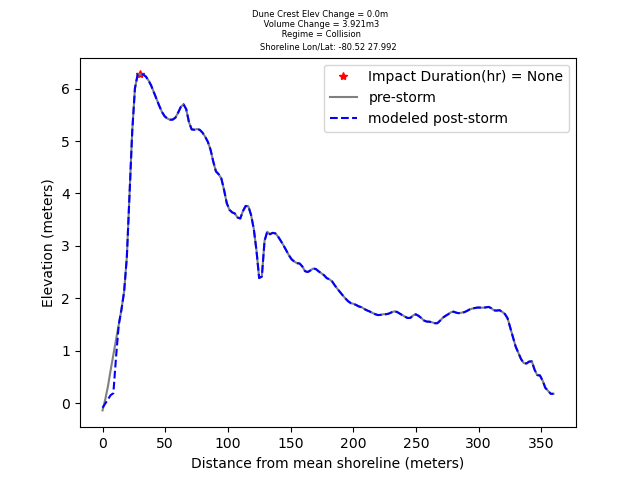 Dune Crest Elev Change = 0.0m
Volume Change = 3.921m3
Regime = Collision
Shoreline Lon/Lat: -80.52 27.992
Impact Duration(hr) = None
pre-storm
modeled post-storm
Elevation (meters)
6
5
4
3
2
1
0
0 50 100 150 200 250 300 350
Distance from mean shoreline (meters)